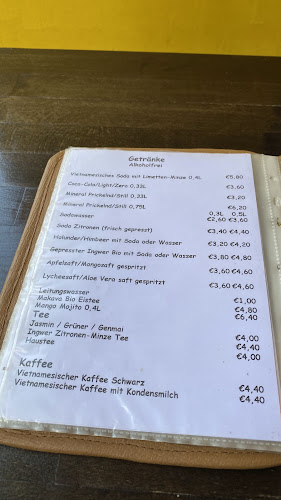 Getränke
Alkoholfrei
Vietnamesisches Soda mit Limetten-Minze 0,4L €5,80
Coca-Cola/Light/Zero 0,33L €3,60
Mineral Prickelnd/Still 0,33L €3,20
Mineral Prickelnd/Still 0,75L €6,20
0,3L 0,5L
Sodawasser €2,60 €3,60
Soda Zitronen (frisch gepresst) €3,40 €4,40
Holunder/Himbeer mit Soda oder Wasser €3,20 €4,20
Gepresster Ingwer Bio mit Soda oder Wasser €3,80 €4,80
Apfelsaft/Mangosaft gespritzt €3,60 €4,60
Lycheesaft/Aloe Vera saft gespritzt €3,60 €4,60
Leitungswasser €1,00
Makava Bio Eistee €4,80
Mango Mojito 0,4L €6,40
Tee
Jasmin / Grüner / Genmai €4,00
Ingwer Zitronen-Minze Tee €4,40
Haustee €4,00
Kaffee
Vietnamesischer Kaffee Schwarz €4,40
Vietnamesischer Kaffee mit Kondensmilch €4,40